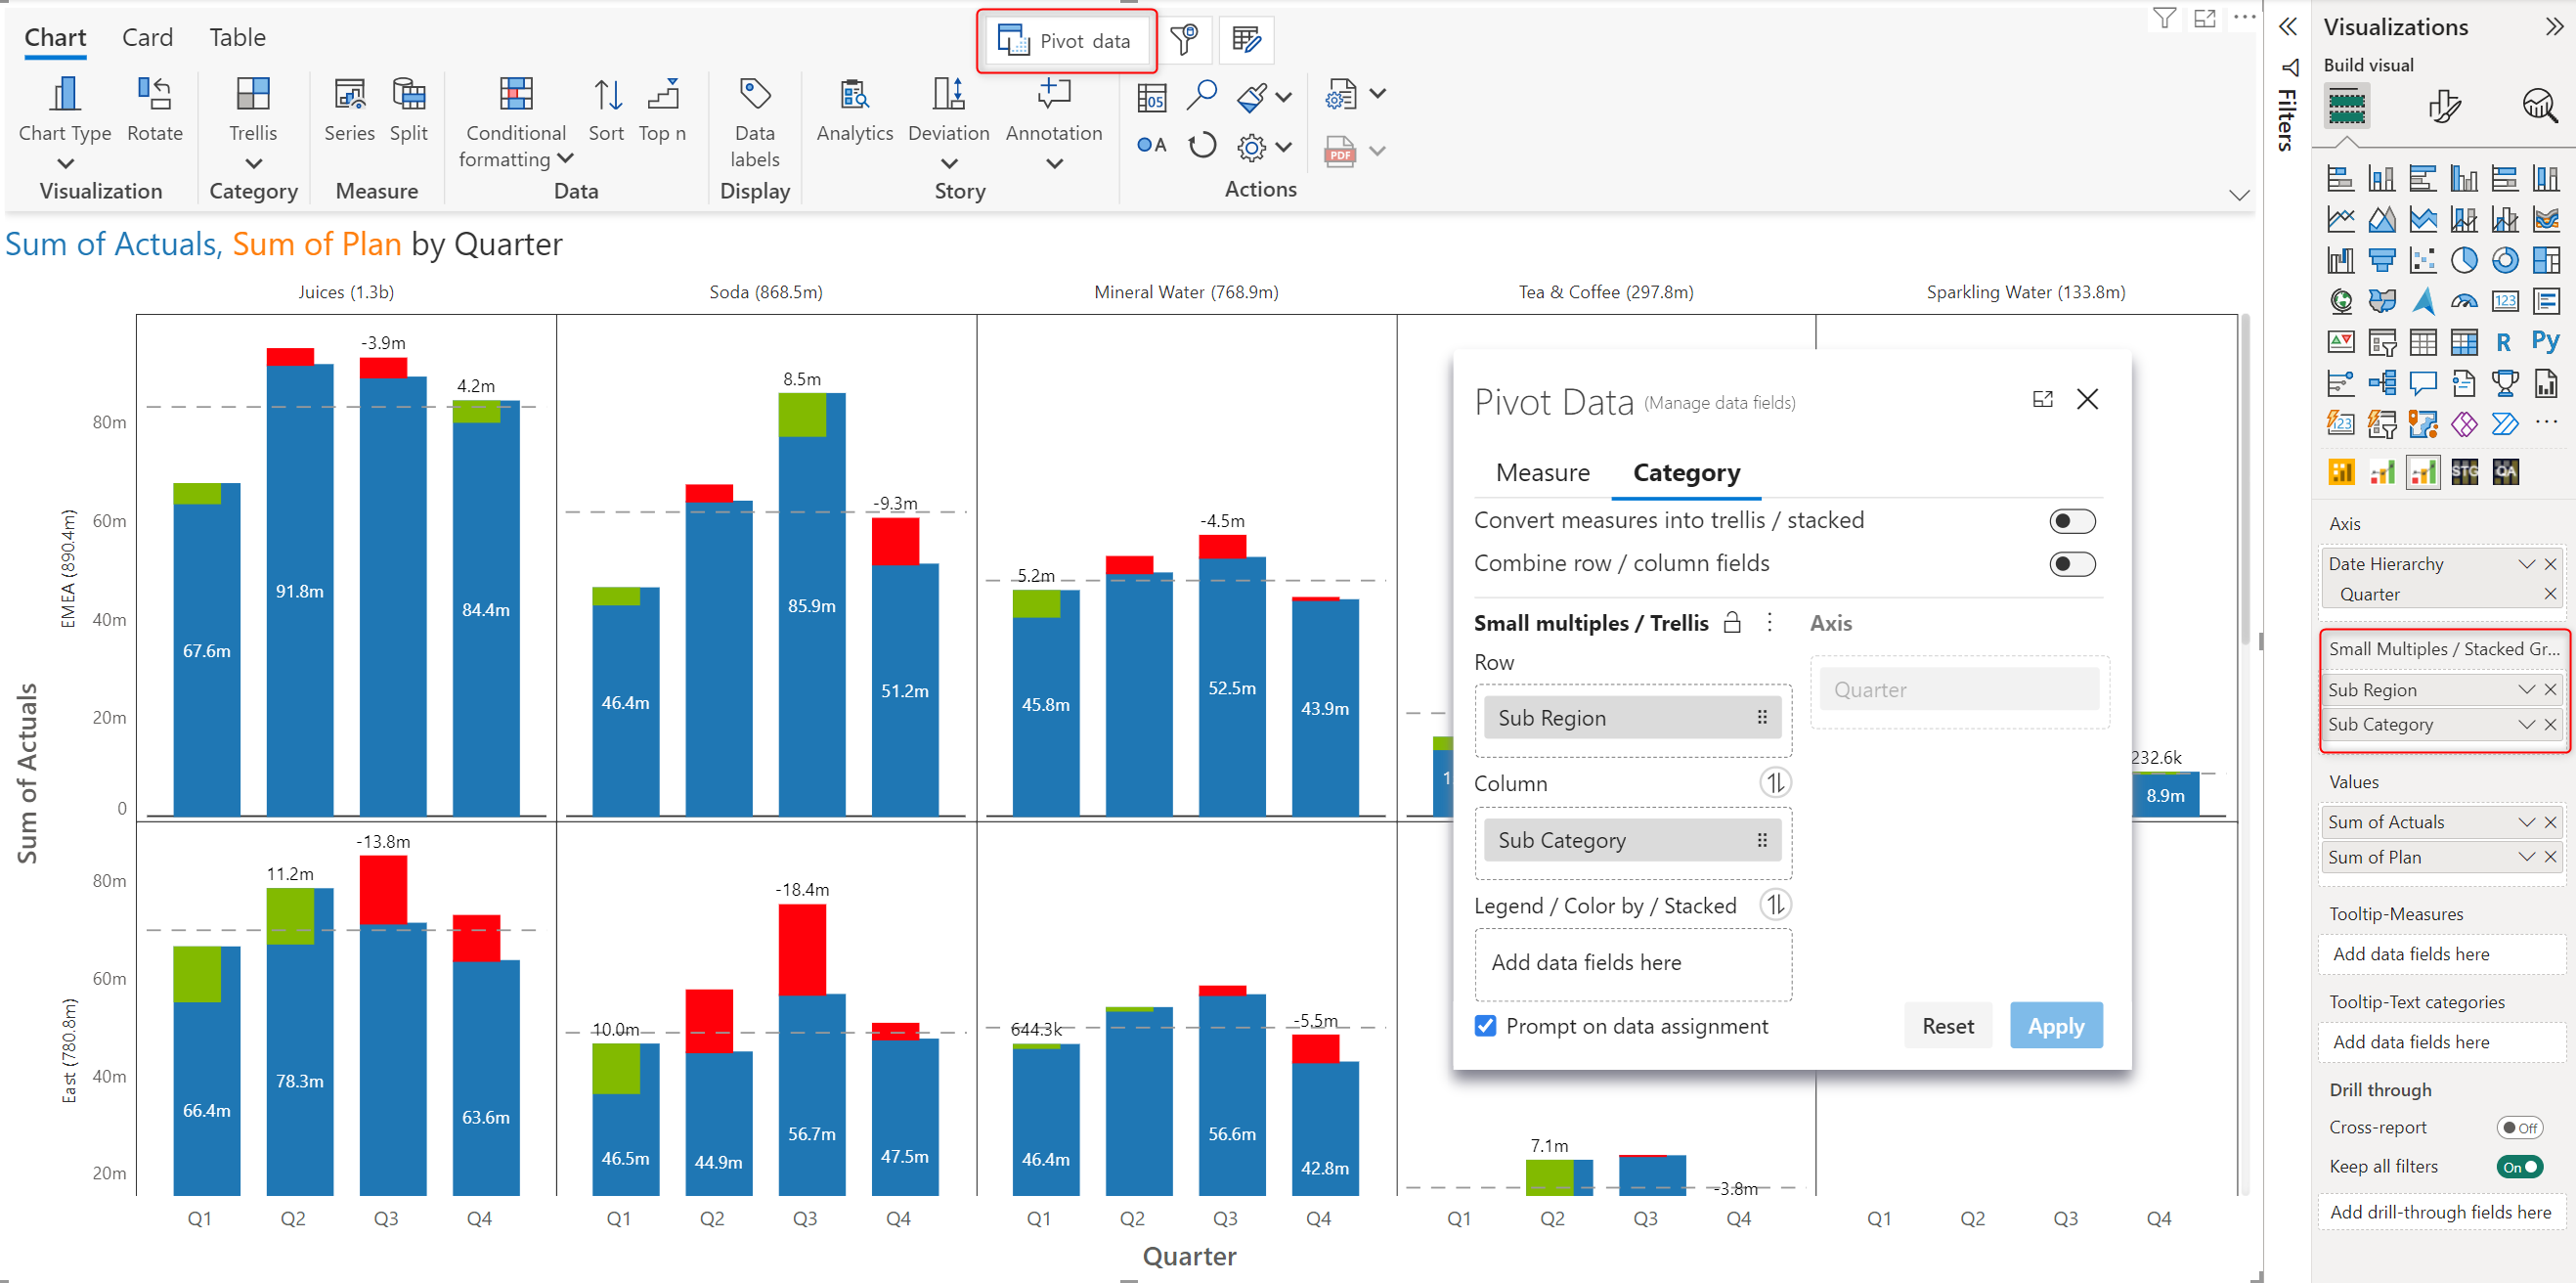 Chart Card Table
Pivot data
Chart Type Rotate Trellis Series Split Conditional formatting Sort Top n Data labels Analytics Deviation Annotation
05
A
PDF
Visualization Category Measure Data Display Story Actions
Sum of Actuals, Sum of Plan by Quarter
Juices (1.3b) Soda (868.5m) Mineral Water (768.9m) Tea & Coffee (297.8m) Sparkling Water (133.8m)
Sum of Actuals
EMEA (890.4m)
80m
60m
40m
20m
0
67.6m
91.8m
-3.9m
4.2m
84.4m
46.4m
8.5m
85.9m
-9.3m
51.2m
5.2m
45.8m
-4.5m
52.5m
43.9m
1
232.6k
8.9m
East (780.8m)
80m
60m
40m
20m
66.4m
11.2m
78.3m
-13.8m
63.6m
10.0m
46.5m
44.9m
-18.4m
56.7m
47.5m
644.3k
46.4m
56.6m
-5.5m
42.8m
7.1m
-3.8m
Q1 Q2 Q3 Q4 Q1 Q2 Q3 Q4 Q1 Q2 Q3 Q4 Q1 Q2 Q3 Q4 Q1 Q2 Q3 Q4
Quarter
Pivot Data (Manage data fields)
Measure Category
Convert measures into trellis / stacked
Combine row / column fields
Small multiples / Trellis Axis
Row
Sub Region
Quarter
Column
Sub Category
Legend / Color by / Stacked
Add data fields here
Prompt on data assignment
Reset Apply
Filters
Visualizations
Build visual
123
R Py
123
STG QA
Axis
Date Hierarchy
Quarter
Small Multiples / Stacked Gr...
Sub Region
Sub Category
Values
Sum of Actuals
Sum of Plan
Tooltip-Measures
Add data fields here
Tooltip-Text categories
Add data fields here
Drill through
Cross-report Off
Keep all filters On
Add drill-through fields here